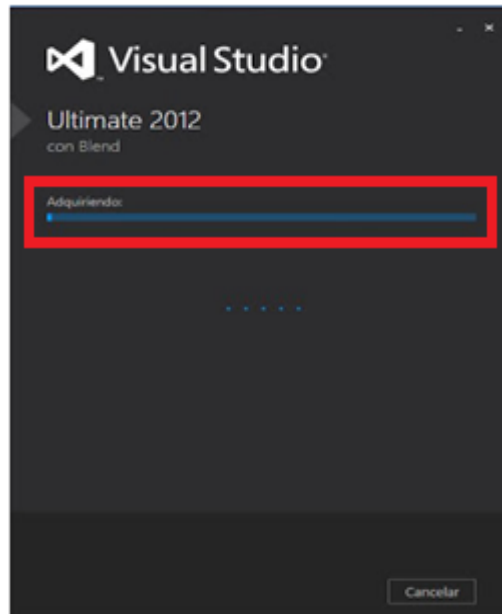 Visual Studio
Ultimate 2012
con Blend
Adquiriendo:
Cancelar